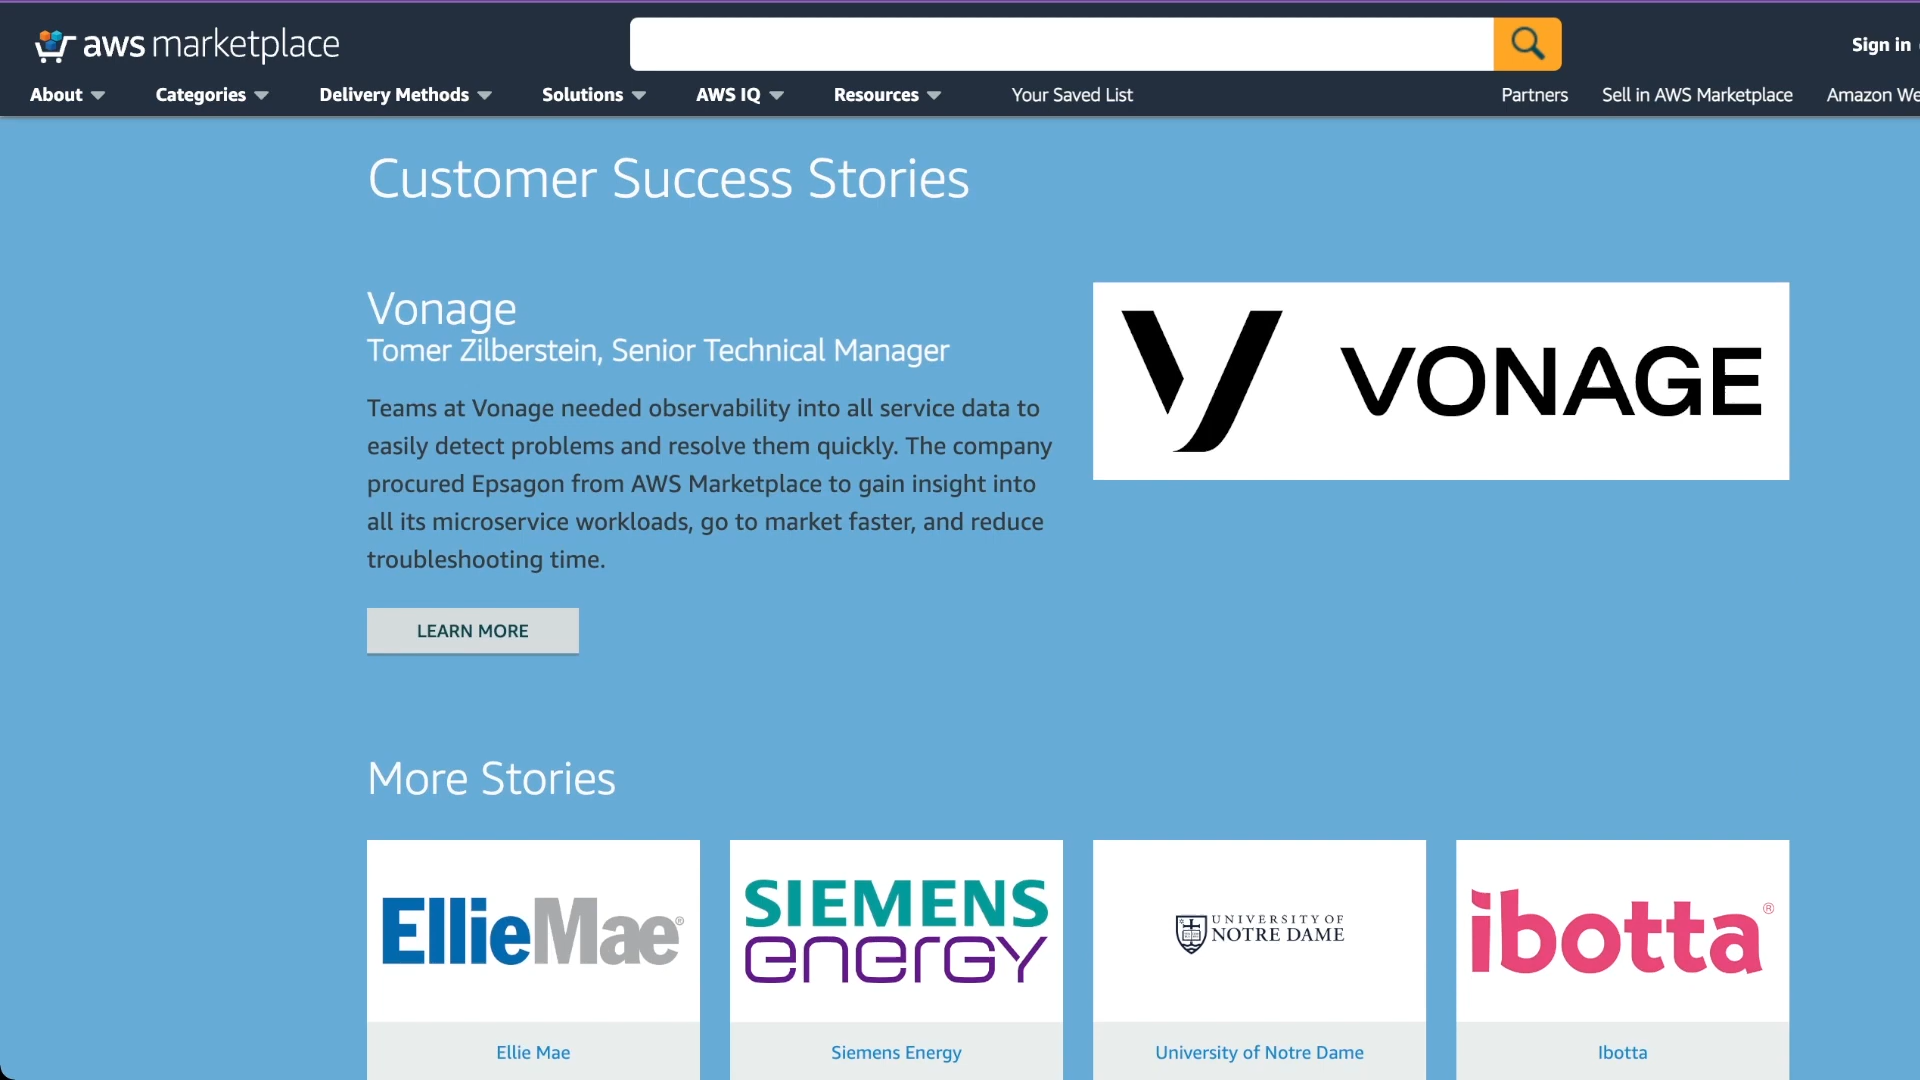 aws marketplace
Sign in
About
Categories
Delivery Methods
Solutions
AWS IQ
Resources
Your Saved List
Partners
Sell in AWS Marketplace
Amazon We
Customer Success Stories
Vonage
Tomer Zilberstein, Senior Technical Manager
Teams at Vonage needed observability into all service data to
easily detect problems and resolve them quickly. The company
procured Epsagon from AWS Marketplace to gain insight into
all its microservice workloads, go to market faster, and reduce
troubleshooting time.
VONAGE
LEARN MORE
More Stories
EllieMae®
SIEMENS
energy
UNIVERSITY OF
NOTRE DAME
ibotta®
Ellie Mae
Siemens Energy
University of Notre Dame
Ibotta